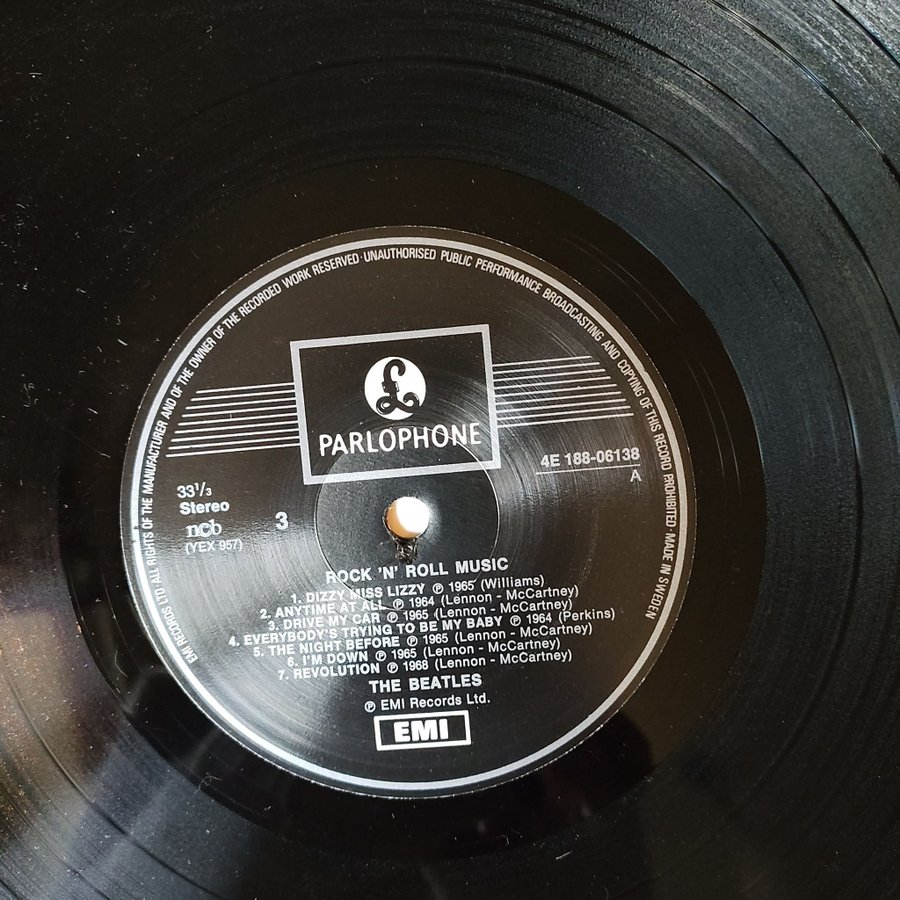 EMI RECORDS LTD · ALL RIGHTS OF THE MANUFACTURER AND OF THE OWNER OF THE RECORDED WORK RESERVED · UNAUTHORISED PUBLIC PERFORMANCE BROADCASTING AND COPYING OF THIS RECORD PROHIBITED · MADE IN SWEDEN
£
PARLOPHONE
4E 188-06138
A
33¹/₃
Stereo
ncb
(YEX 957)
3
ROCK 'N' ROLL MUSIC
1. DIZZY MISS LIZZY ℗ 1965 (Williams)
2. ANYTIME AT ALL ℗ 1964 (Lennon - McCartney)
3. DRIVE MY CAR ℗ 1965 (Lennon - McCartney)
4. EVERYBODY'S TRYING TO BE MY BABY ℗ 1964 (Perkins)
5. THE NIGHT BEFORE ℗ 1965 (Lennon - McCartney)
6. I'M DOWN ℗ 1965 (Lennon - McCartney)
7. REVOLUTION ℗ 1968 (Lennon - McCartney)
THE BEATLES
℗ EMI Records Ltd.
EMI